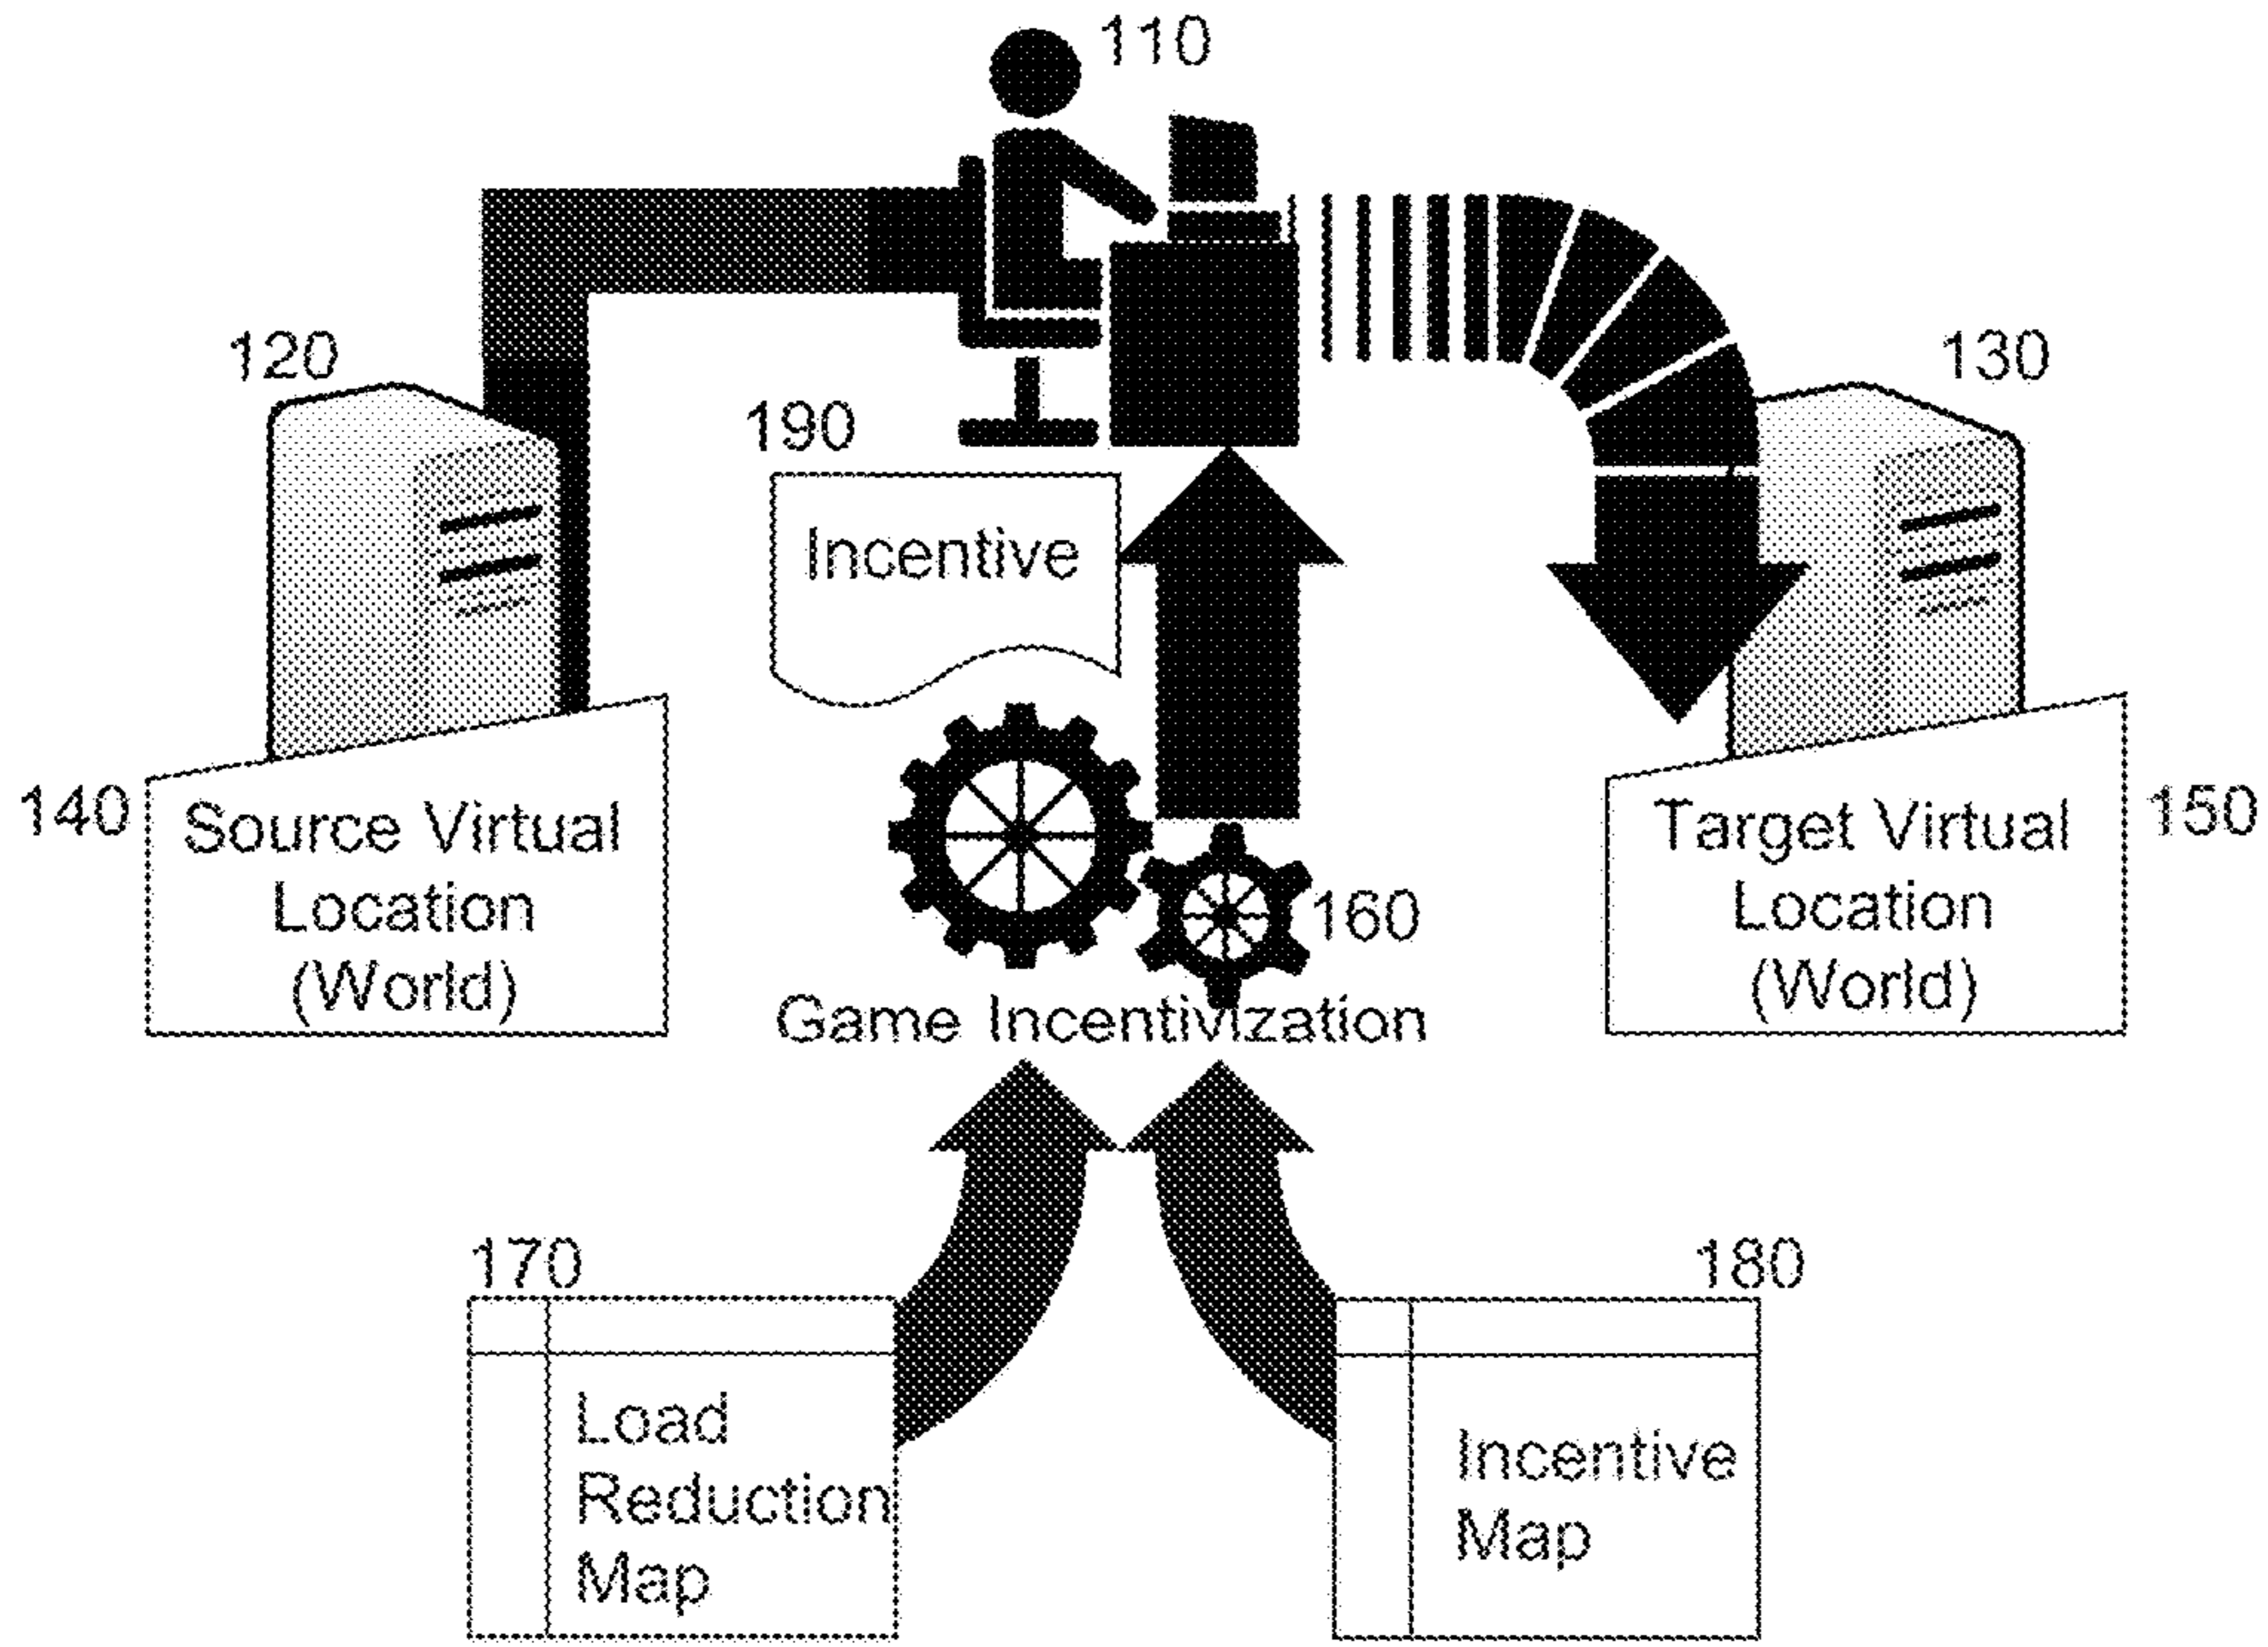 110
120
130
190
Incentive
140
Source Virtual
Location
(World)
Target Virtual
Location
(World)
150
160
Game Incentivization
170
180
Load
Reduction
Map
Incentive
Map